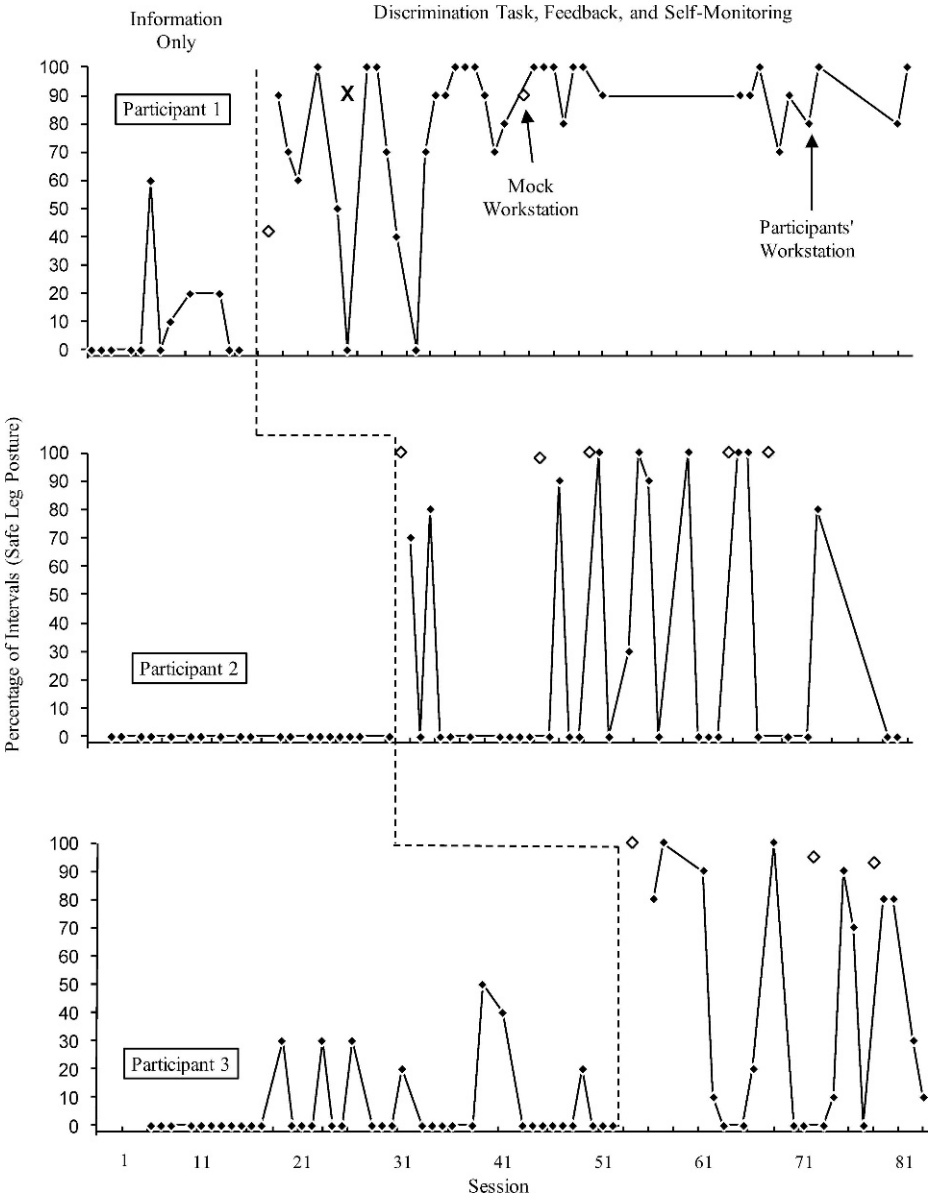 Information
Only
Discrimination Task, Feedback, and Self-Monitoring
100
90
80
70
60
50
40
30
20
10
0
Participant 1
X
Mock
Workstation
Participants'
Workstation
Percentage of Intervals (Safe Leg Posture)
100
90
80
70
60
50
40
30
20
10
0
Participant 2
100
90
80
70
60
50
40
30
20
10
0
Participant 3
1 11 21 31 41 51 61 71 81
Session